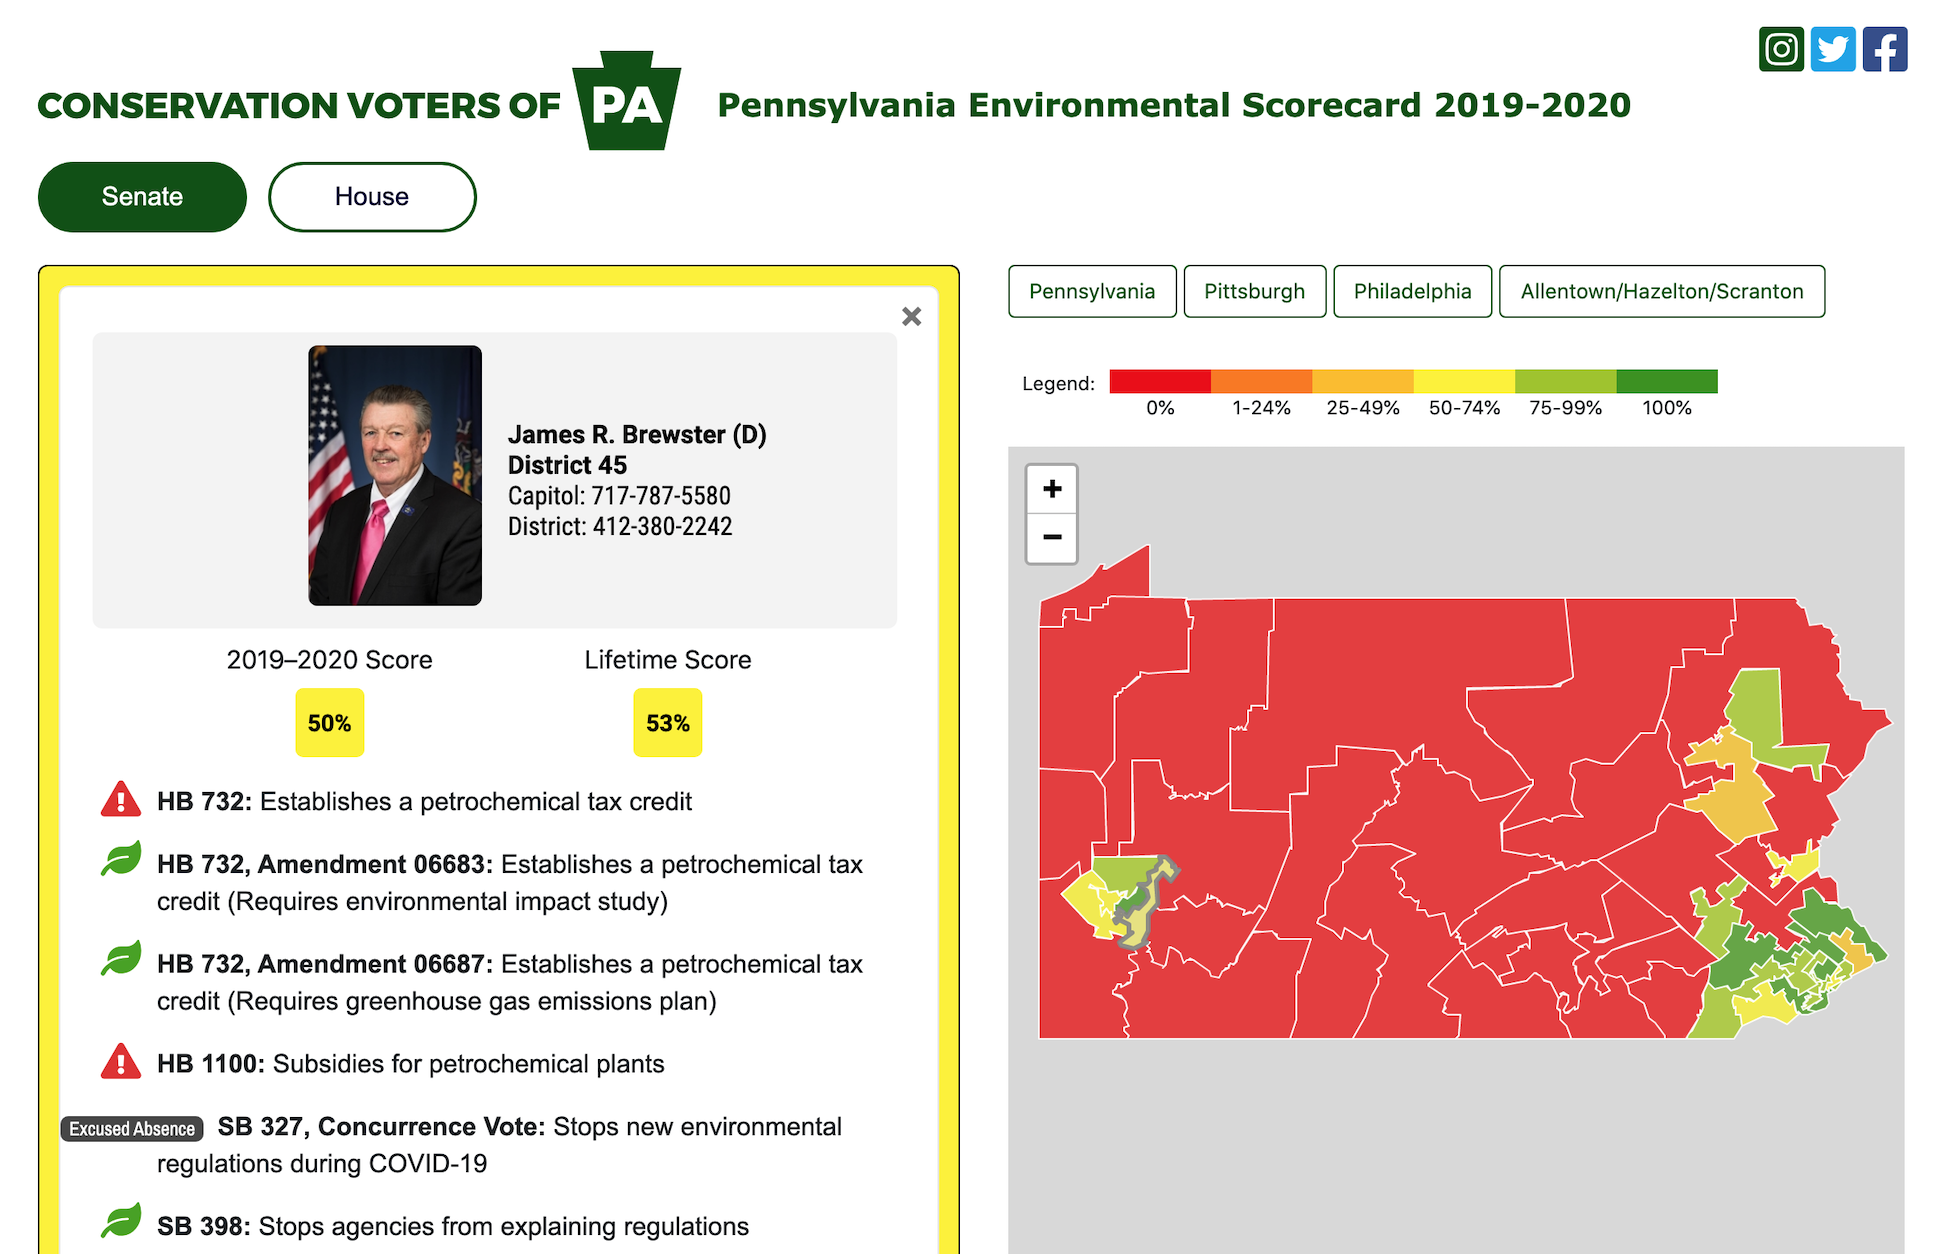 CONSERVATION VOTERS OF PA
Pennsylvania Environmental Scorecard 2019-2020
Senate
House
James R. Brewster (D)
District 45
Capitol: 717-787-5580
District: 412-380-2242
2019–2020 Score
Lifetime Score
50%
53%
HB 732: Establishes a petrochemical tax credit
HB 732, Amendment 06683: Establishes a petrochemical tax
credit (Requires environmental impact study)
HB 732, Amendment 06687: Establishes a petrochemical tax
credit (Requires greenhouse gas emissions plan)
HB 1100: Subsidies for petrochemical plants
Excused Absence SB 327, Concurrence Vote: Stops new environmental
regulations during COVID-19
SB 398: Stops agencies from explaining regulations
Pennsylvania
Pittsburgh
Philadelphia
Allentown/Hazelton/Scranton
Legend:
0% 1-24% 25-49% 50-74% 75-99% 100%
+
−